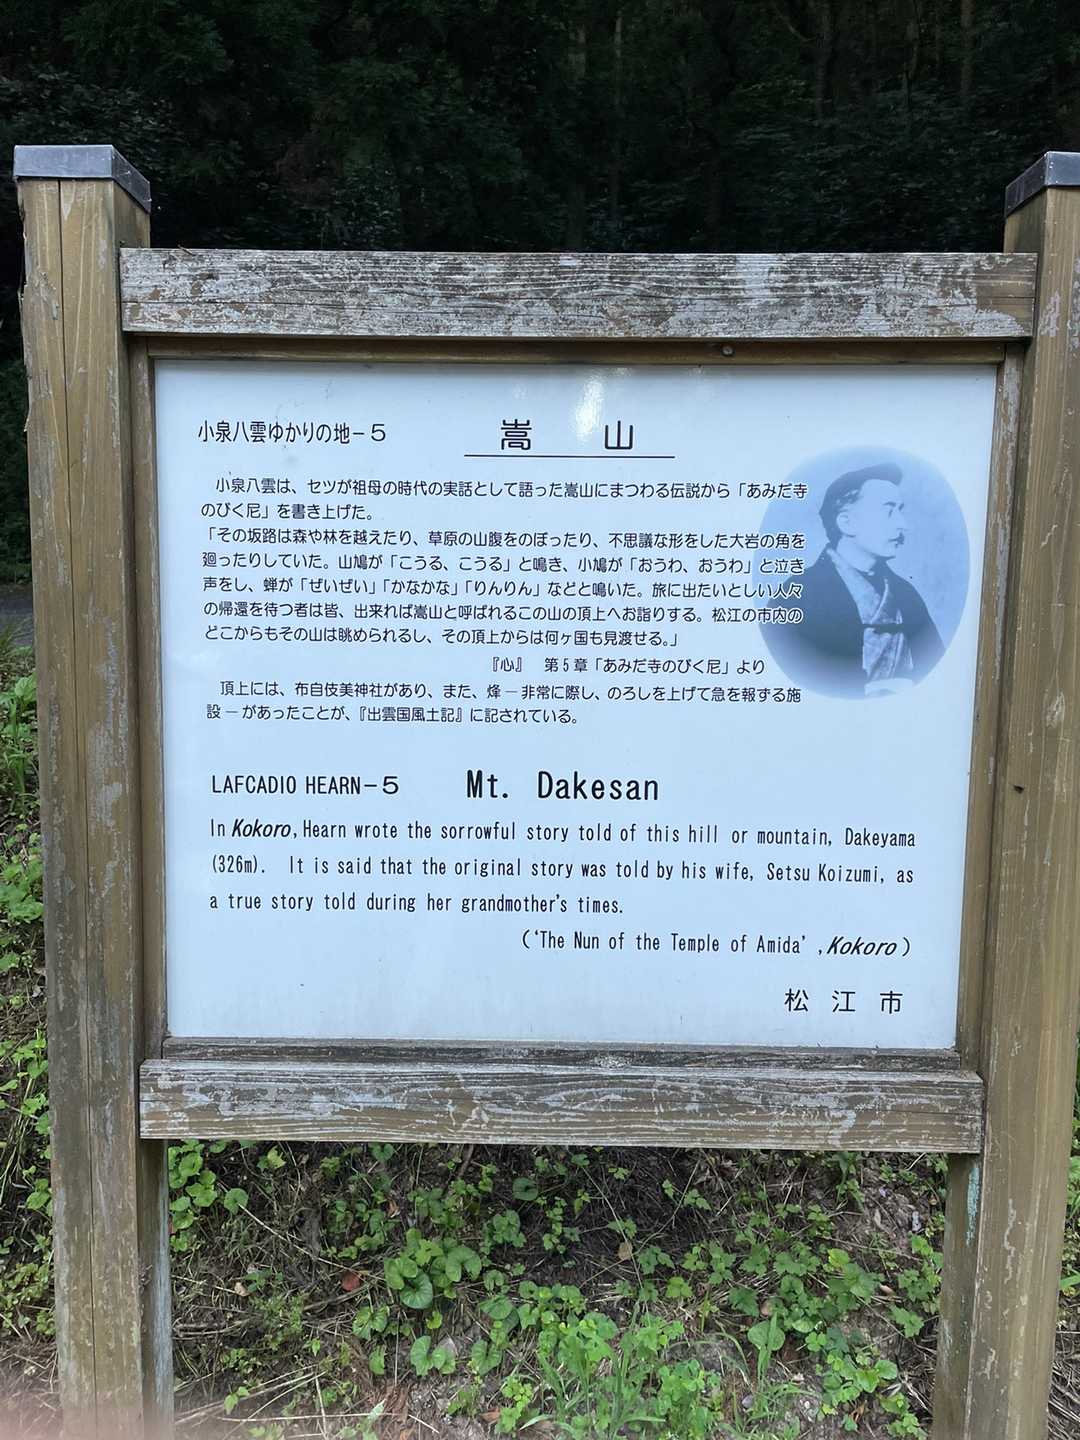 小泉八雲ゆかりの地－5
嵩　山
小泉八雲は、セツが祖母の時代の実話として語った嵩山にまつわる伝説から「あみだ寺
のびく尼」を書き上げた。
「その坂路は森や林を越えたり、草原の山腹をのぼったり、不思議な形をした大岩の角を
廻ったりしていた。山鳩が「こうる、こうる」と鳴き、小鳩が「おうわ、おうわ」と泣き
声をし、蝉が「ぜいぜい」「かなかな」「りんりん」などと鳴いた。旅に出たいとしい人々
の帰還を待つ者は皆、出来れば嵩山と呼ばれるこの山の頂上へお詣りする。松江の市内の
どこからもその山は眺められるし、その頂上からは何ヶ国も見渡せる。」
『心』　第5章「あみだ寺のびく尼」より
頂上には、布自伎美神社があり、また、烽－非常に際し、のろしを上げて急を報ずる施
設－があったことが、『出雲国風土記』に記されている。
LAFCADIO HEARN－5
Mt. Dakesan
In Kokoro, Hearn wrote the sorrowful story told of this hill or mountain, Dakeyama
(326m). It is said that the original story was told by his wife, Setsu Koizumi, as
a true story told during her grandmother's times.
(‘The Nun of the Temple of Amida’, Kokoro)
松 江 市